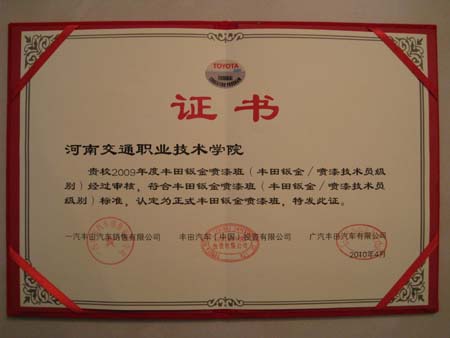 TOYOTA
证书
河南交通职业技术学院
贵校2009年度丰田钣金喷漆班（丰田钣金/喷漆技术员级
别）经过审核，符合丰田钣金喷漆班（丰田钣金/喷漆技术员
级别）标准，认定为正式丰田钣金喷漆班，特发此证。
一汽丰田汽车销售有限公司 丰田汽车（中国）投资有限公司 广汽丰田汽车有限公司
2010年4月